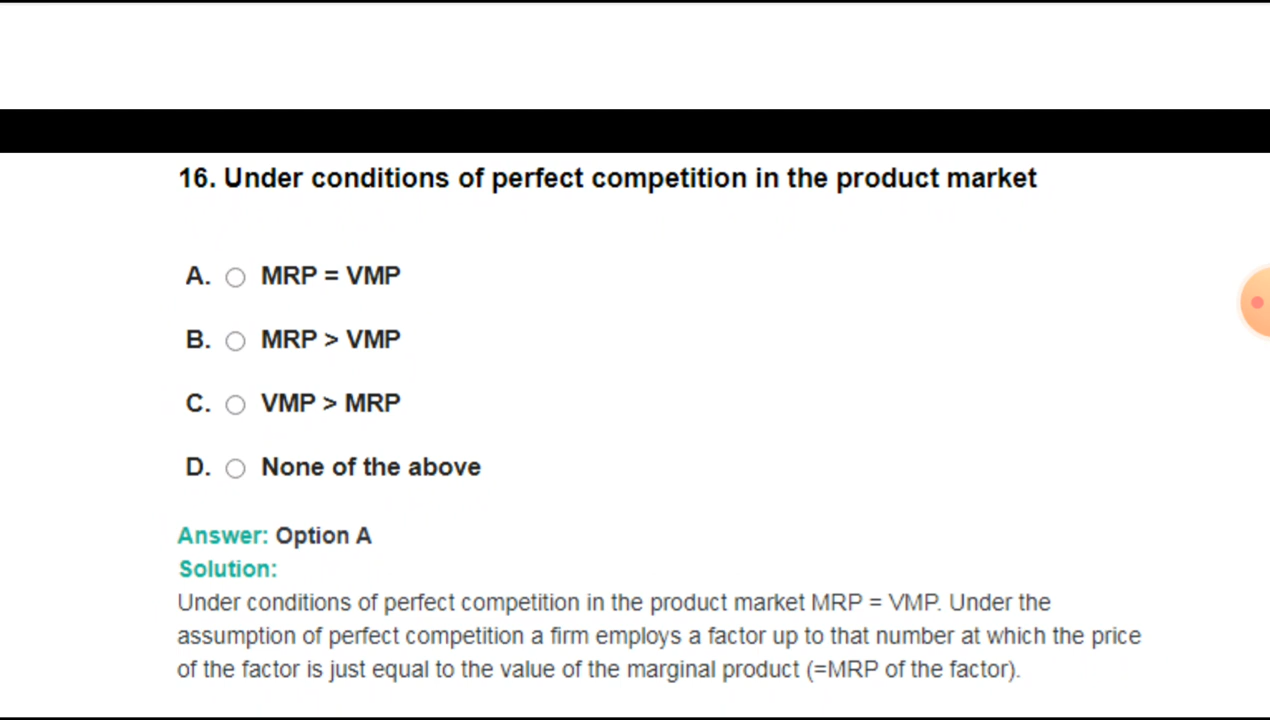 16. Under conditions of perfect competition in the product market
A. MRP = VMP
B. MRP > VMP
C. VMP > MRP
D. None of the above
Answer: Option A
Solution:
Under conditions of perfect competition in the product market MRP = VMP. Under the
assumption of perfect competition a firm employs a factor up to that number at which the price
of the factor is just equal to the value of the marginal product (=MRP of the factor).